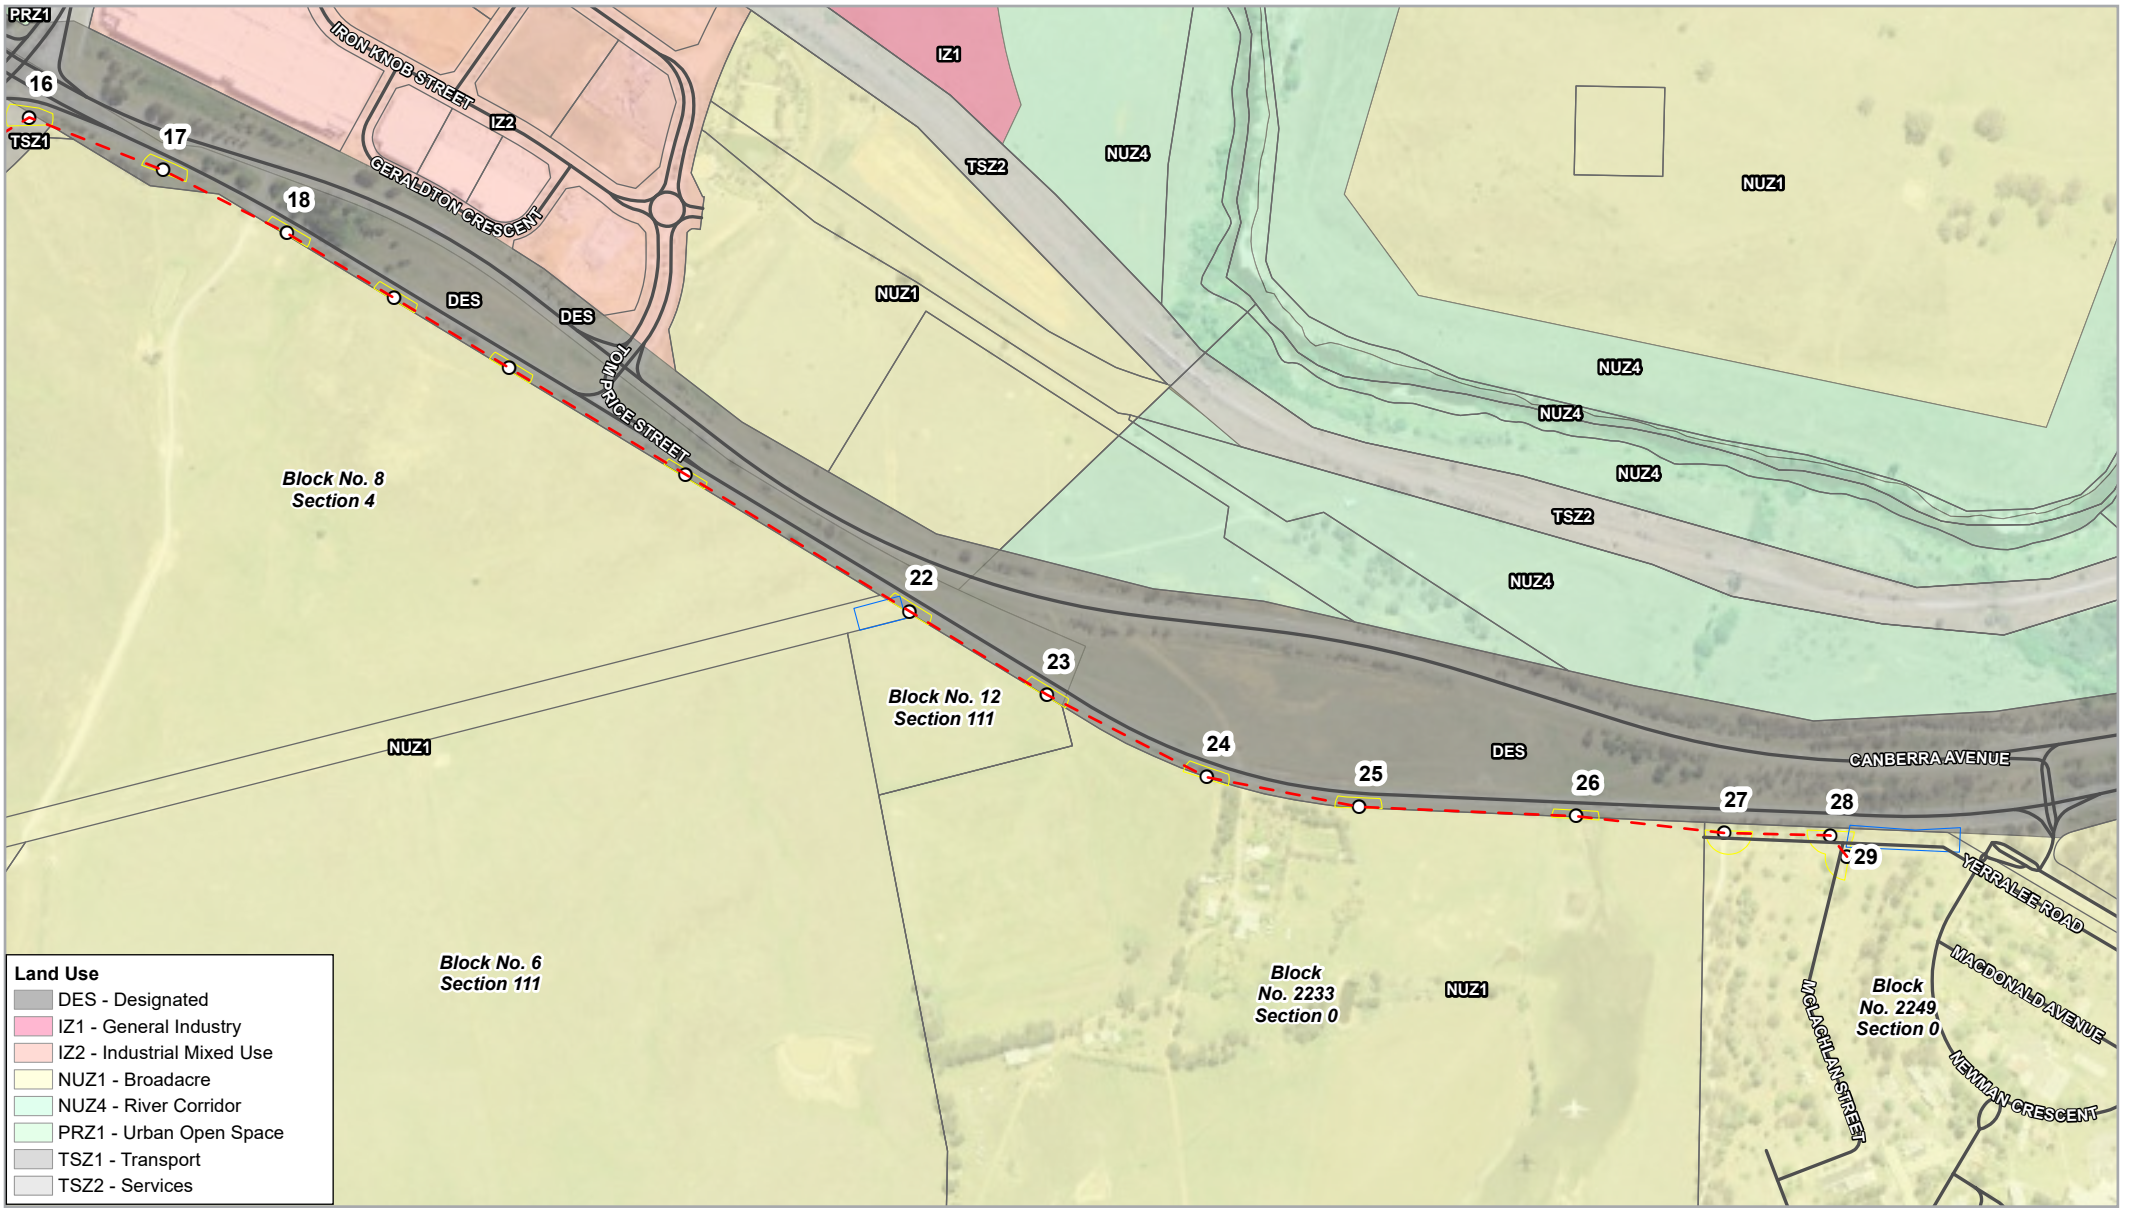 PRZ1
IRON KNOB STREET
IZ1
16
IZ2
TSZ1
17
TSZ2
NUZ4
GERALDTON CRESCENT
NUZ1
18
NUZ1
DES
DES
TOM PRICE STREET
NUZ4
NUZ4
NUZ4
Block No. 8
Section 4
TSZ2
22
NUZ4
23
Block No. 12
Section 111
NUZ1
24
DES
CANBERRA AVENUE
25
26
27
28
29
YERRALEE ROAD
MACDONALD AVENUE
Block No. 6
Section 111
Block
No. 2233
Section 0
NUZ1
Block
No. 2249
Section 0
MCLACHLAN STREET
NEWMAN CRESCENT
Land Use
DES - Designated
IZ1 - General Industry
IZ2 - Industrial Mixed Use
NUZ1 - Broadacre
NUZ4 - River Corridor
PRZ1 - Urban Open Space
TSZ1 - Transport
TSZ2 - Services